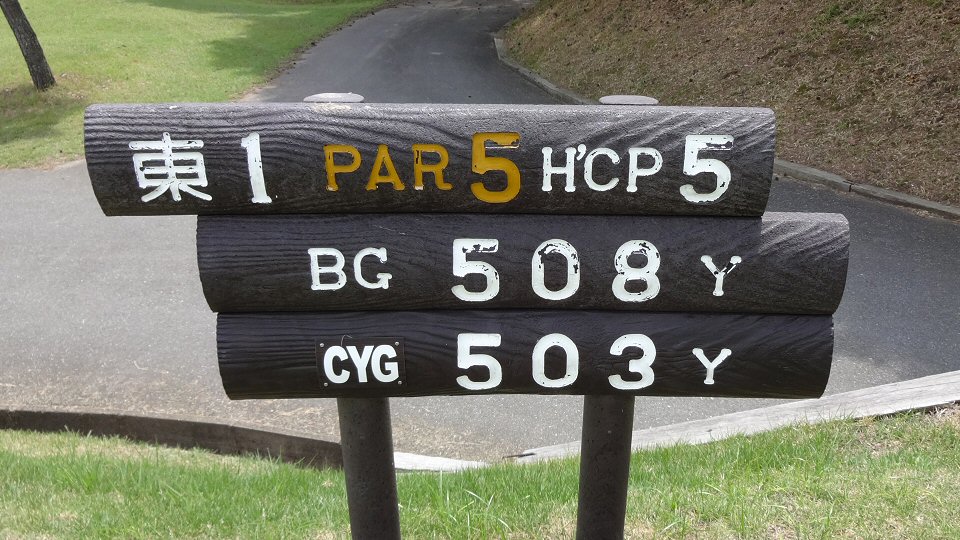 東 1 PAR 5 H'CP 5
BG 508 Y
CYG 503 Y